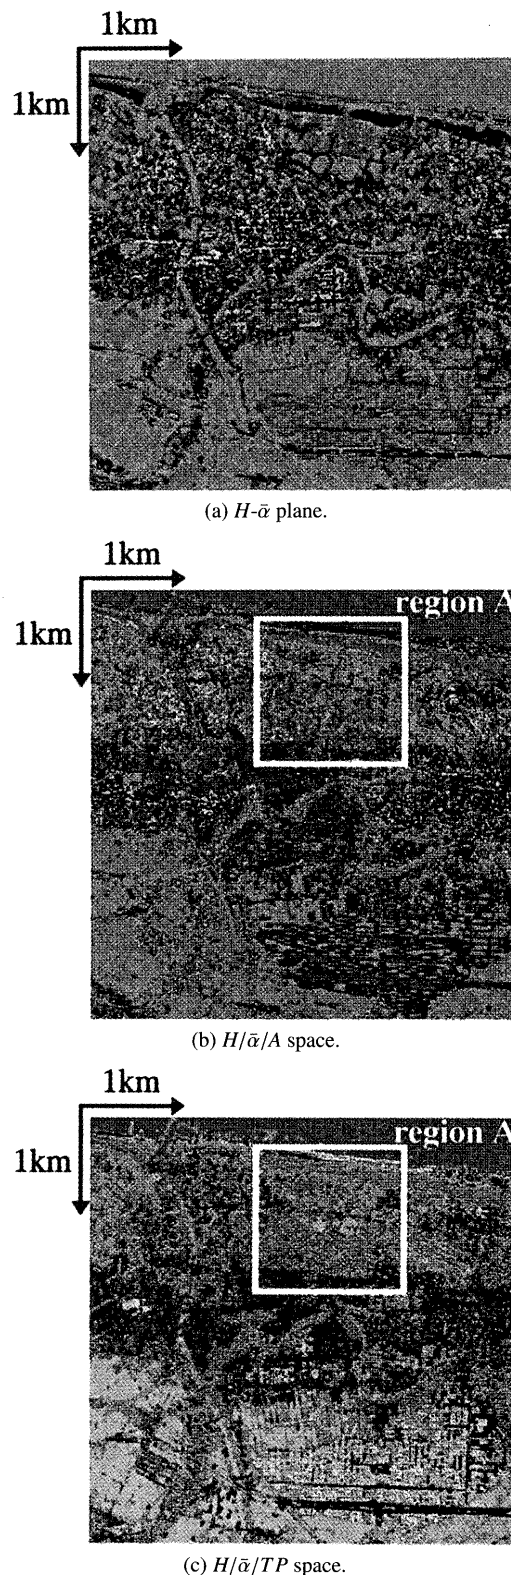 1km
1km
(a) H-ᾱ plane.
1km
region A
1km
(b) H/ᾱ/A space.
1km
region A
1km
(c) H/ᾱ/TP space.